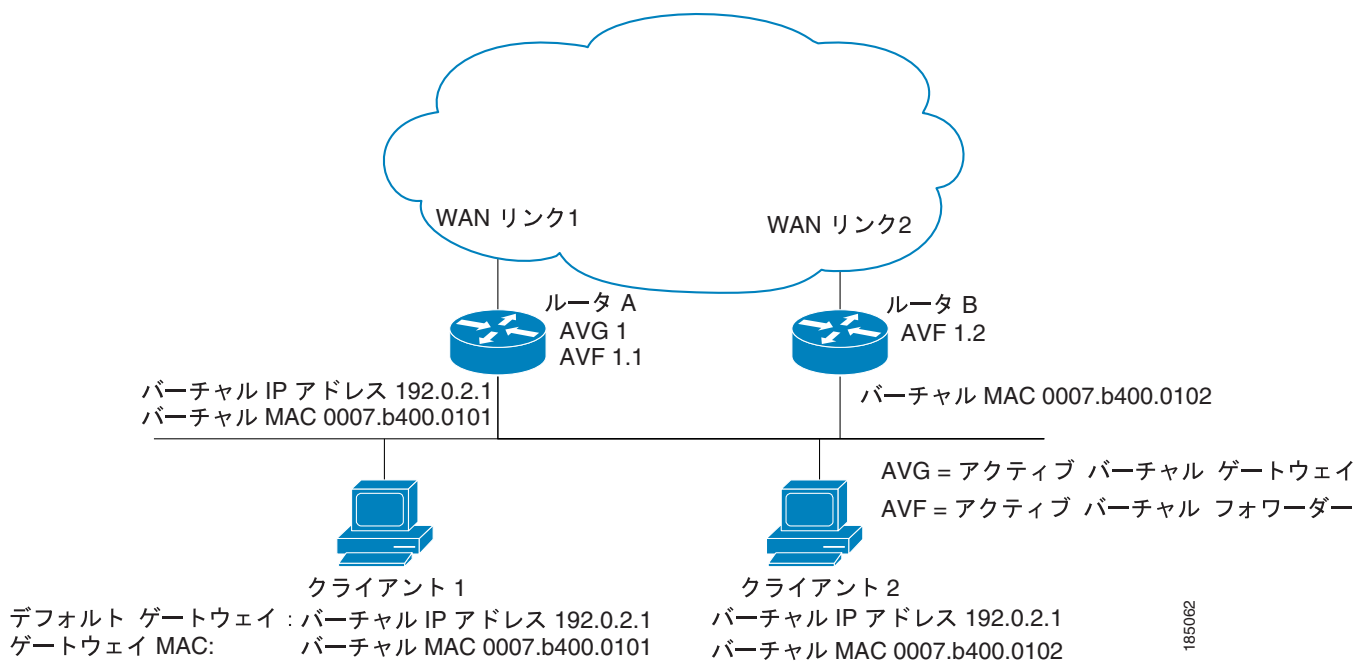 WAN リンク1
WAN リンク2
ルータ A
AVG 1
AVF 1.1
ルータ B
AVF 1.2
バーチャル IP アドレス 192.0.2.1
バーチャル MAC 0007.b400.0101
バーチャル MAC 0007.b400.0102
AVG = アクティブ バーチャル ゲートウェイ
AVF = アクティブ バーチャル フォワーダー
クライアント 1
クライアント 2
デフォルト ゲートウェイ : バーチャル IP アドレス 192.0.2.1
バーチャル IP アドレス 192.0.2.1
ゲートウェイ MAC: バーチャル MAC 0007.b400.0101
バーチャル MAC 0007.b400.0102
185062